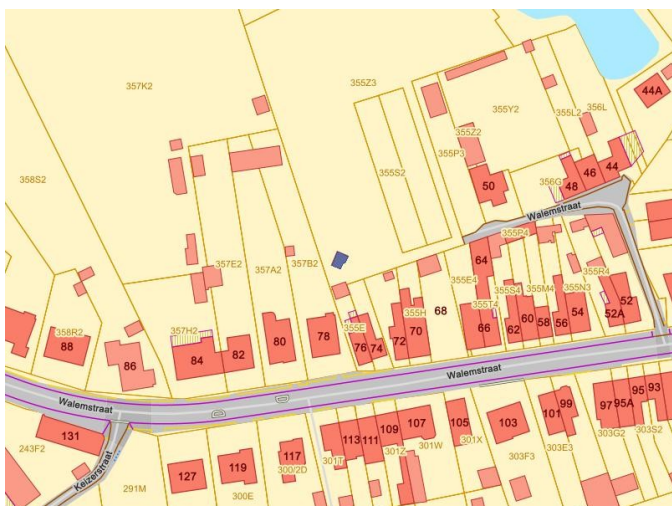 44A
357K2
355Z3
355Y2
355L2
356L
355Z2
355P3
355S2
358S2
50
356G
48
46
44
Walemstraat
355P4
64
357E2
357A2
357B2
355E4
355R4
355S4
355M4
355N3
355T4
68
52
52A
54
56
58
60
62
66
355H
70
72
355E
74
76
78
80
82
84
357H2
358R2
88
86
Walemstraat
Walemstraat
131
243F2
Keizerstraat
291M
127
119
300E
117
300/2D
301T
113
111
109
107
301Z
301W
105
301X
103
303F3
101
99
303E3
97
95A
95
93
303G2
303S2